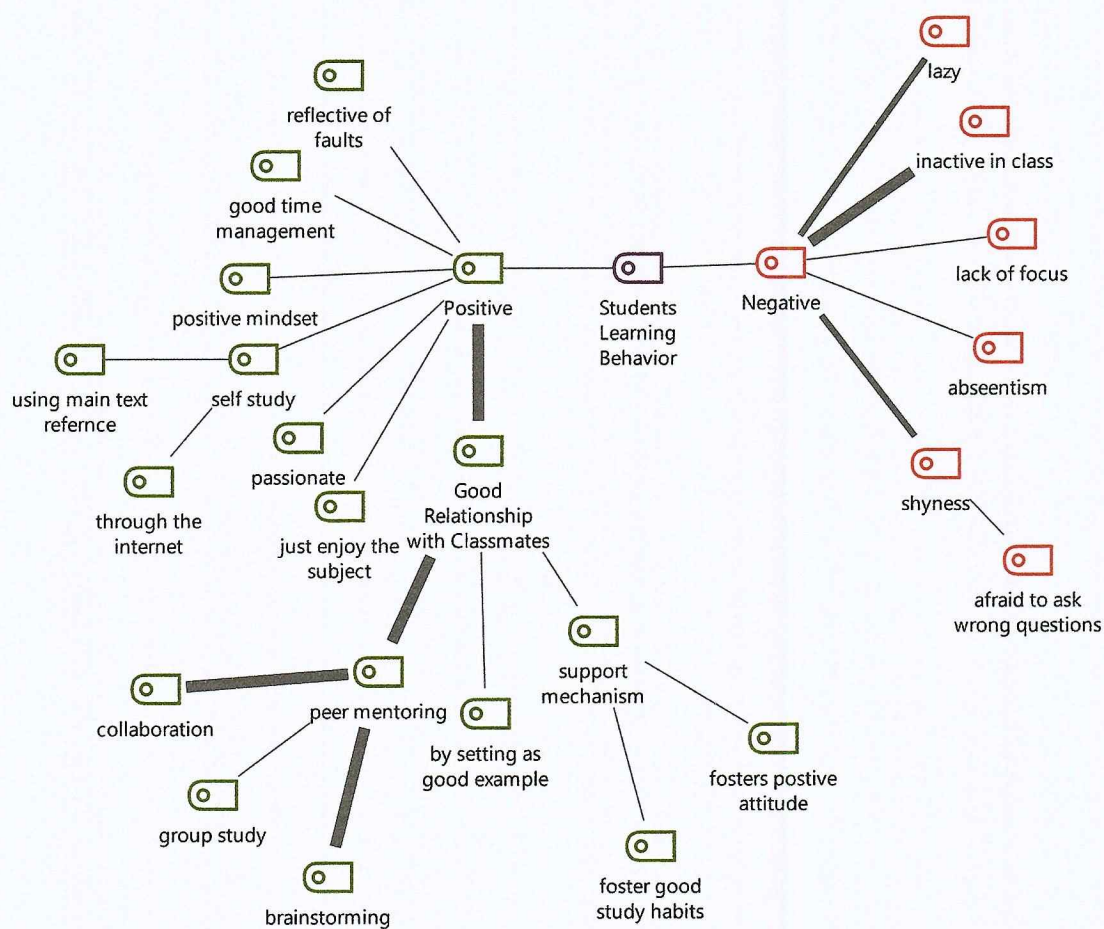 lazy
reflective of
faults
inactive in class
good time
management
lack of focus
positive mindset
Positive
Students
Learning
Behavior
Negative
using main text
refernce
self study
abseentism
passionate
Good
Relationship
with Classmates
shyness
through the
internet
just enjoy the
subject
afraid to ask
wrong questions
support
mechanism
collaboration
peer mentoring
by setting as
good example
fosters postive
attitude
group study
foster good
study habits
brainstorming